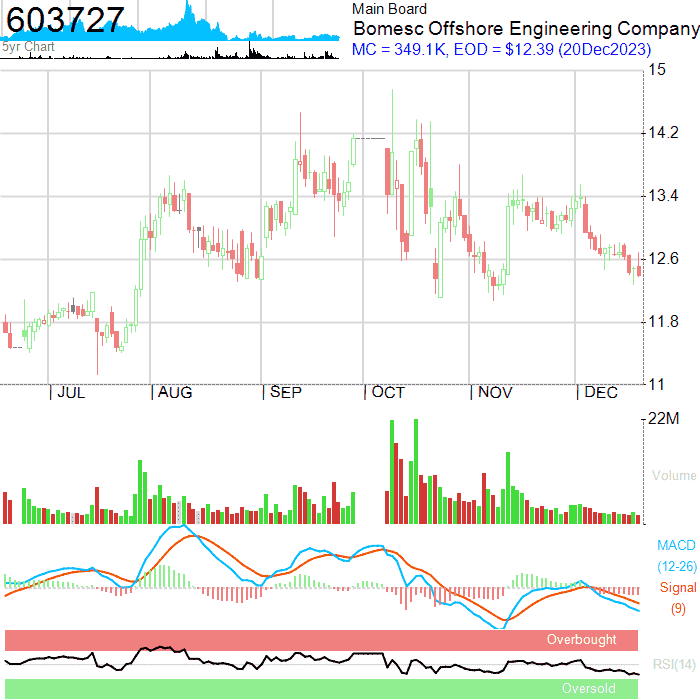 603727
Main Board
Bomesc Offshore Engineering Company
5yr Chart
MC = 349.1K, EOD = $12.39 (20Dec2023)
15
14.2
13.4
12.6
11.8
11
JUL AUG SEP OCT NOV DEC
22M
Volume
MACD
(12-26)
Signal
(9)
Overbought
RSI(14)
Oversold